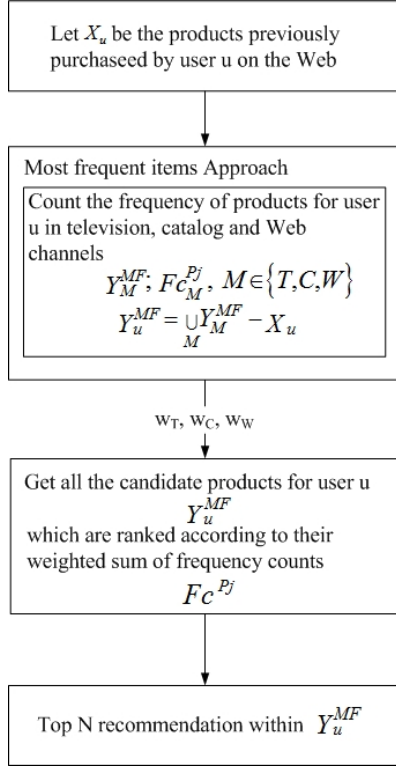 Let X_u be the products previously
purchaseed by user u on the Web
Most frequent items Approach
Count the frequency of products for user
u in television, catalog and Web
channels
Y_M^{MF}; Fc_M^{Pj}, M∈{T,C,W}
Y_u^{MF} = ∪_M Y_M^{MF} − X_u
w_T, w_C, w_W
Get all the candidate products for user u
Y_u^{MF}
which are ranked according to their
weighted sum of frequency counts
Fc^{Pj}
Top N recommendation within Y_u^{MF}